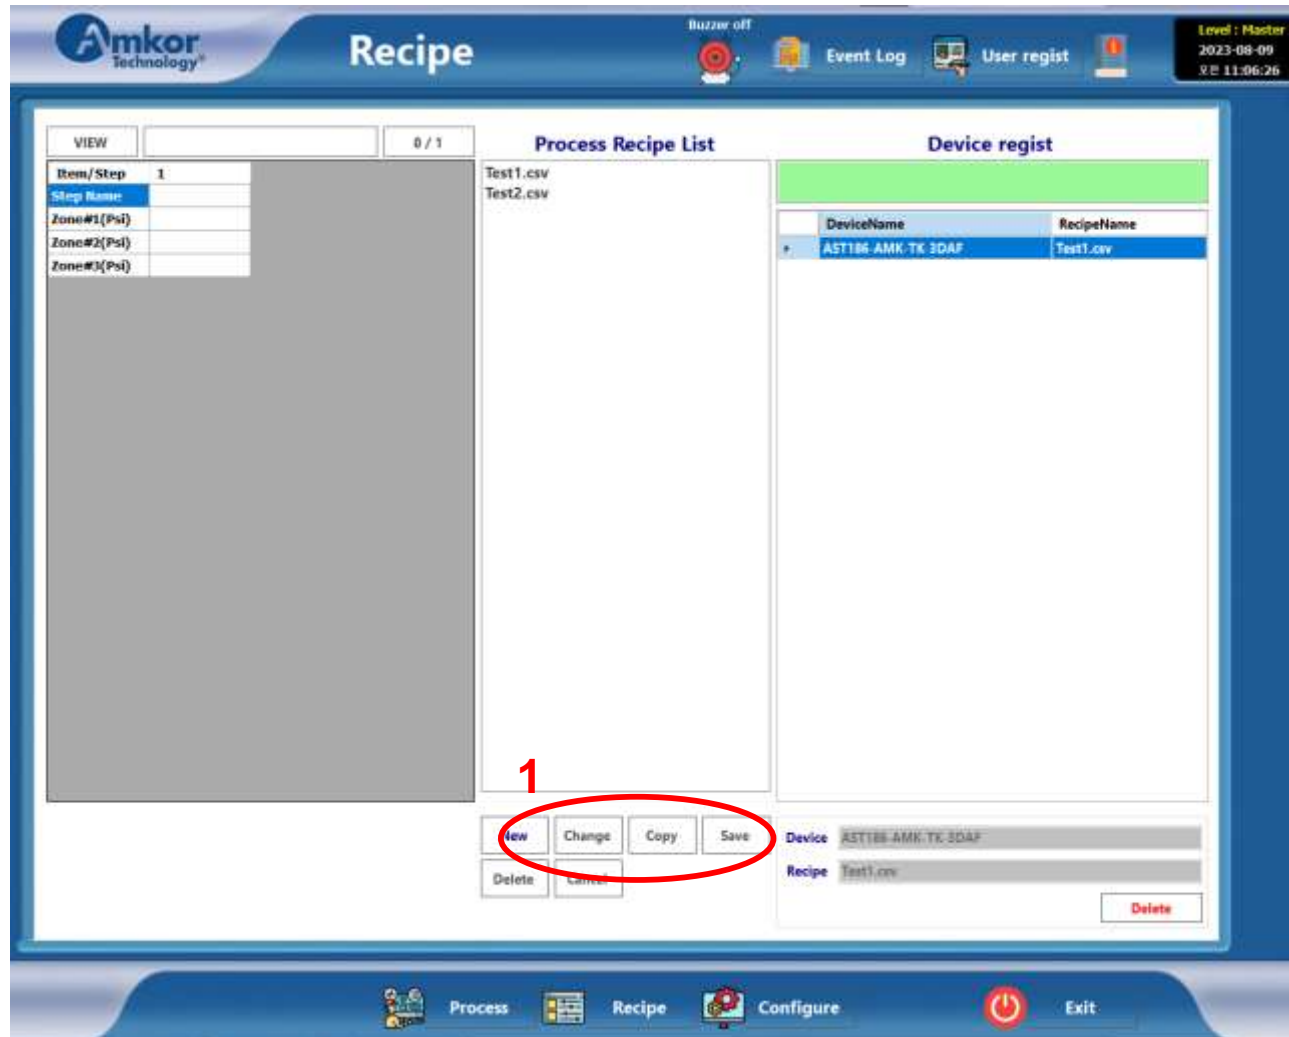 Amkor
Technology®
Recipe
Buzzer off
Event Log
User regist
Level : Master
2023-08-09
오전 11:06:26
VIEW
0 / 1
Process Recipe List
Device regist
Item/Step 1
Step Name
Zone#1(Psi)
Zone#2(Psi)
Zone#3(Psi)
Test1.csv
Test2.csv
DeviceName RecipeName
AST186-AMK-TK-3DAF Test1.csv
1
New Change Copy Save
Delete Cancel
Device AST186-AMK-TK-3DAF
Recipe Test1.csv
Delete
Process Recipe Configure Exit